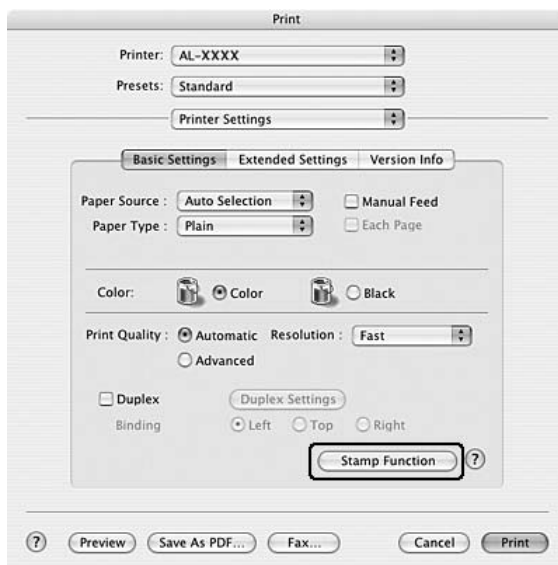 Print
Printer: AL-XXXX
Presets: Standard
Printer Settings
Basic Settings Extended Settings Version Info
Paper Source : Auto Selection Manual Feed
Paper Type : Plain Each Page
Color: Color Black
Print Quality : Automatic Resolution : Fast
Advanced
Duplex Duplex Settings
Binding Left Top Right
Stamp Function ?
? Preview Save As PDF... Fax... Cancel Print